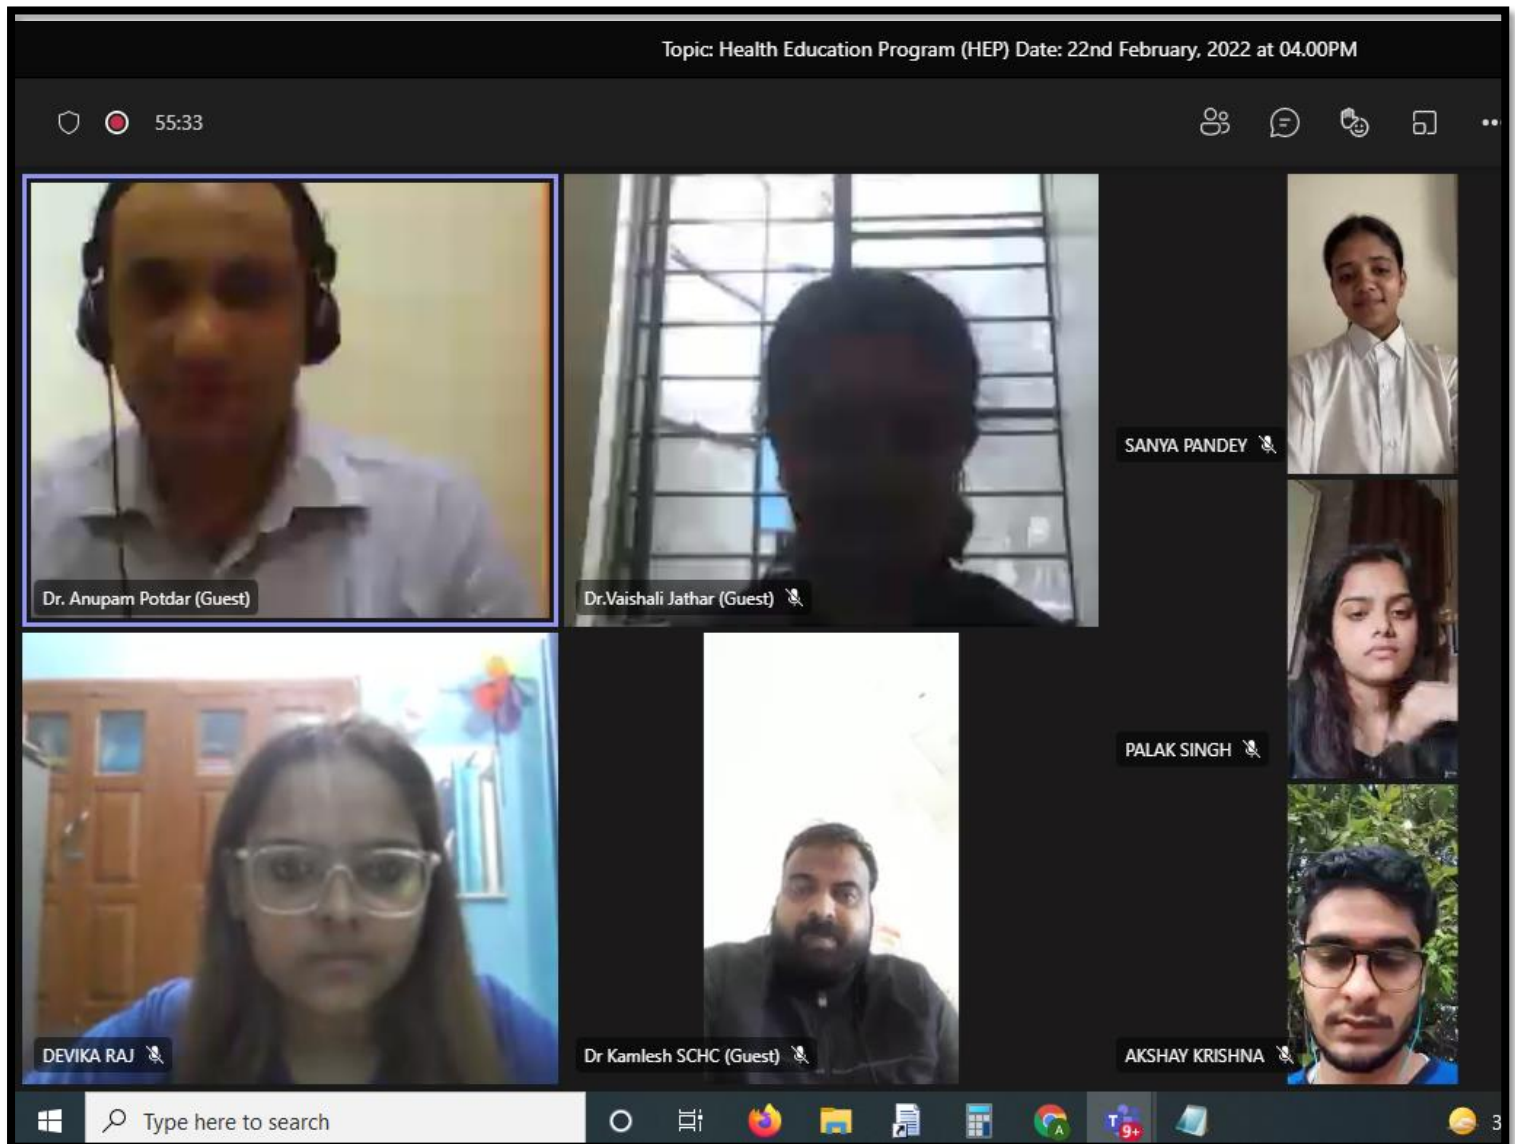 Topic: Health Education Program (HEP) Date: 22nd February, 2022 at 04.00PM
55:33
Dr. Anupam Potdar (Guest)
Dr.Vaishali Jathar (Guest)
SANYA PANDEY
PALAK SINGH
DEVIKA RAJ
Dr Kamlesh SCHC (Guest)
AKSHAY KRISHNA
Type here to search
A
T
9+
3